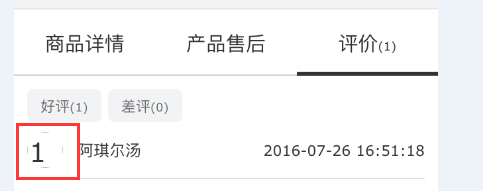 商品详情 产品售后 评价(1)
好评(1) 差评(0)
1 阿琪尔汤 2016-07-26 16:51:18